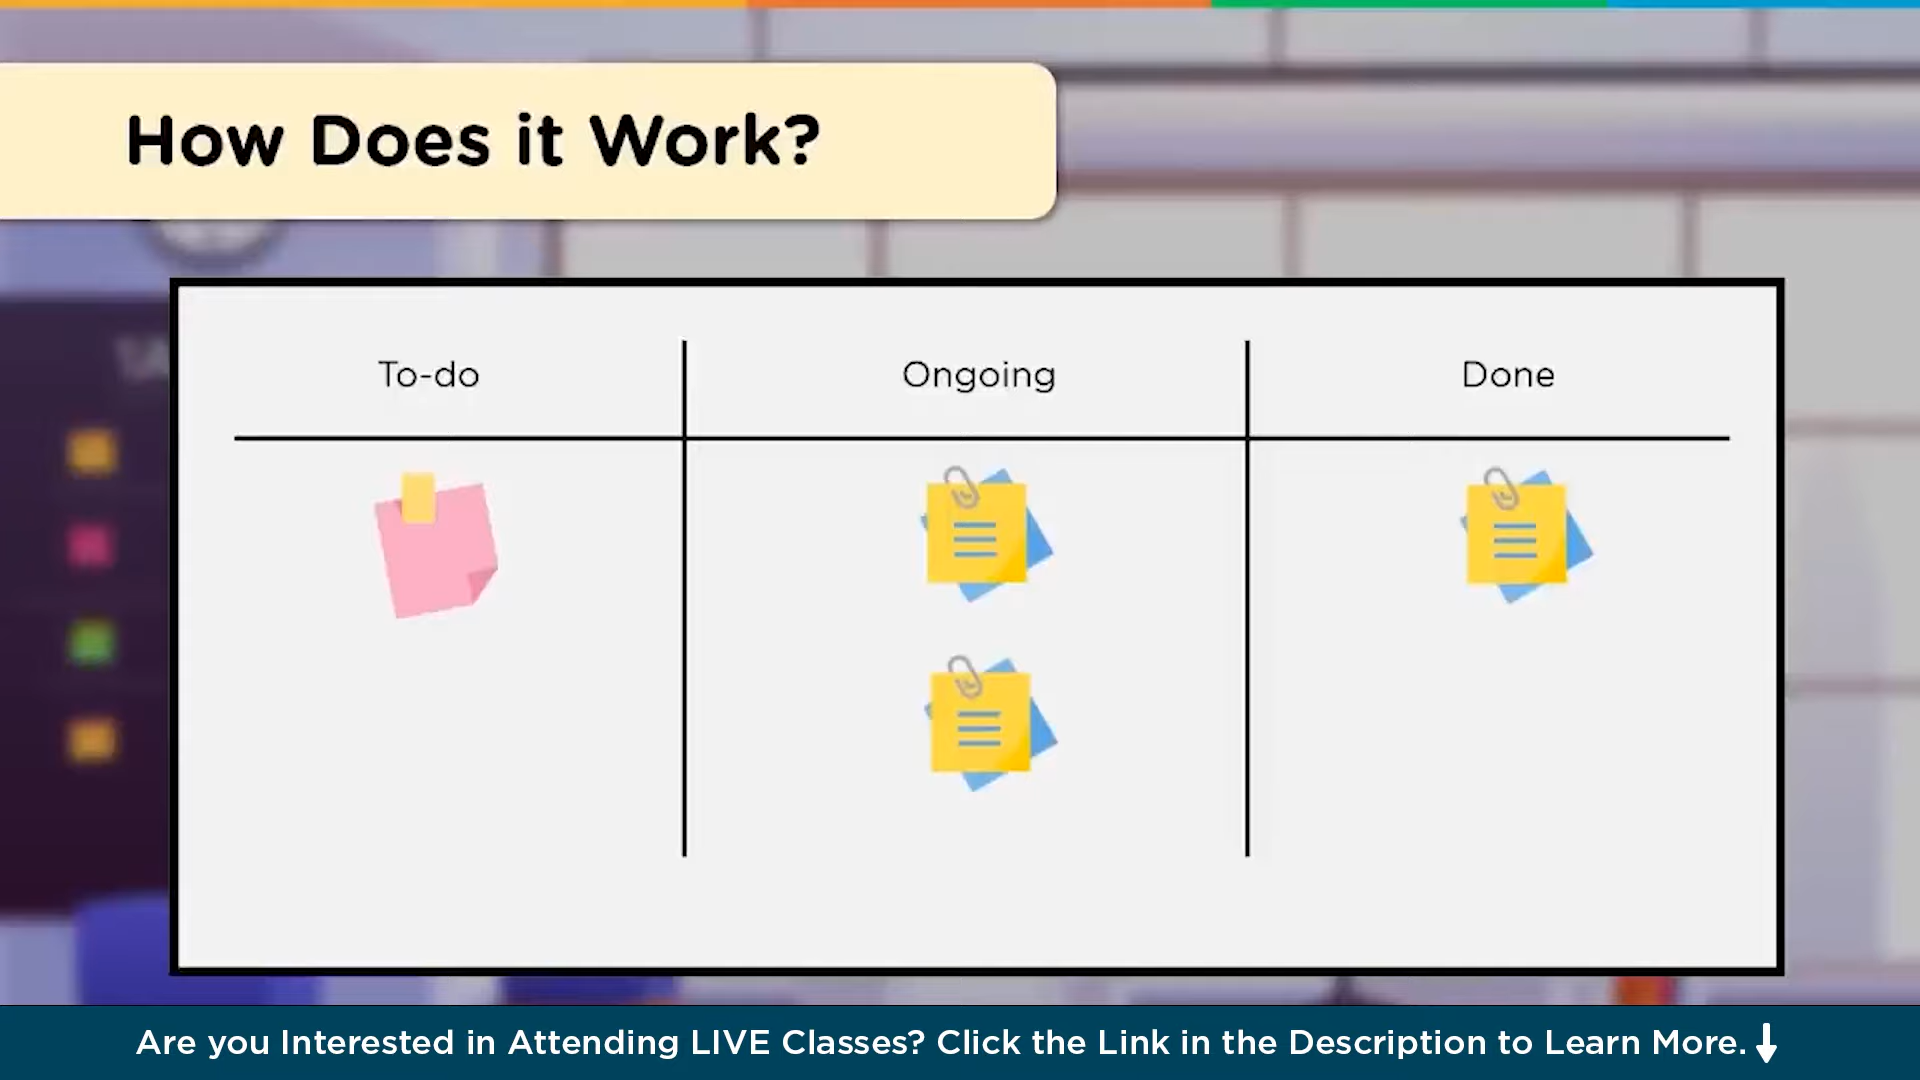 How Does it Work?
To-do
Ongoing
Done
Are you Interested in Attending LIVE Classes? Click the Link in the Description to Learn More.